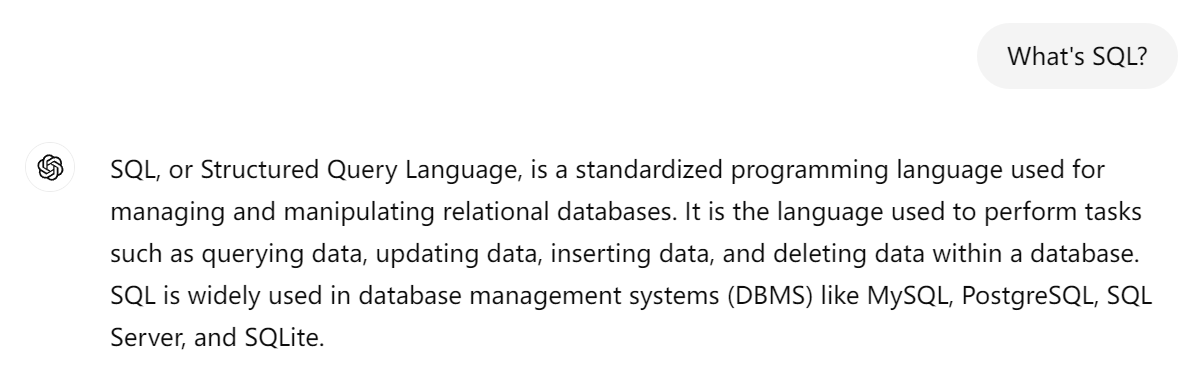 What's SQL?
SQL, or Structured Query Language, is a standardized programming language used for
managing and manipulating relational databases. It is the language used to perform tasks
such as querying data, updating data, inserting data, and deleting data within a database.
SQL is widely used in database management systems (DBMS) like MySQL, PostgreSQL, SQL
Server, and SQLite.